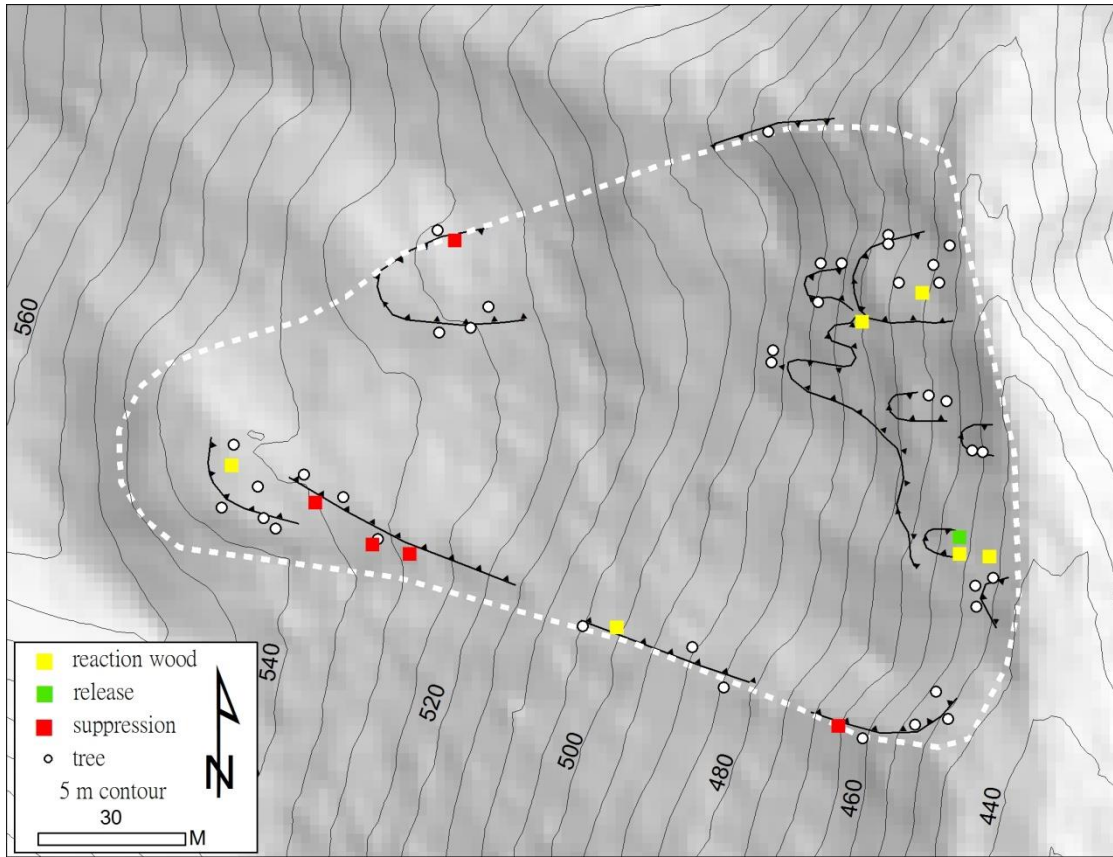 560
540
520
500
480
460
440
reaction wood
release
suppression
tree
5 m contour
30
M
N